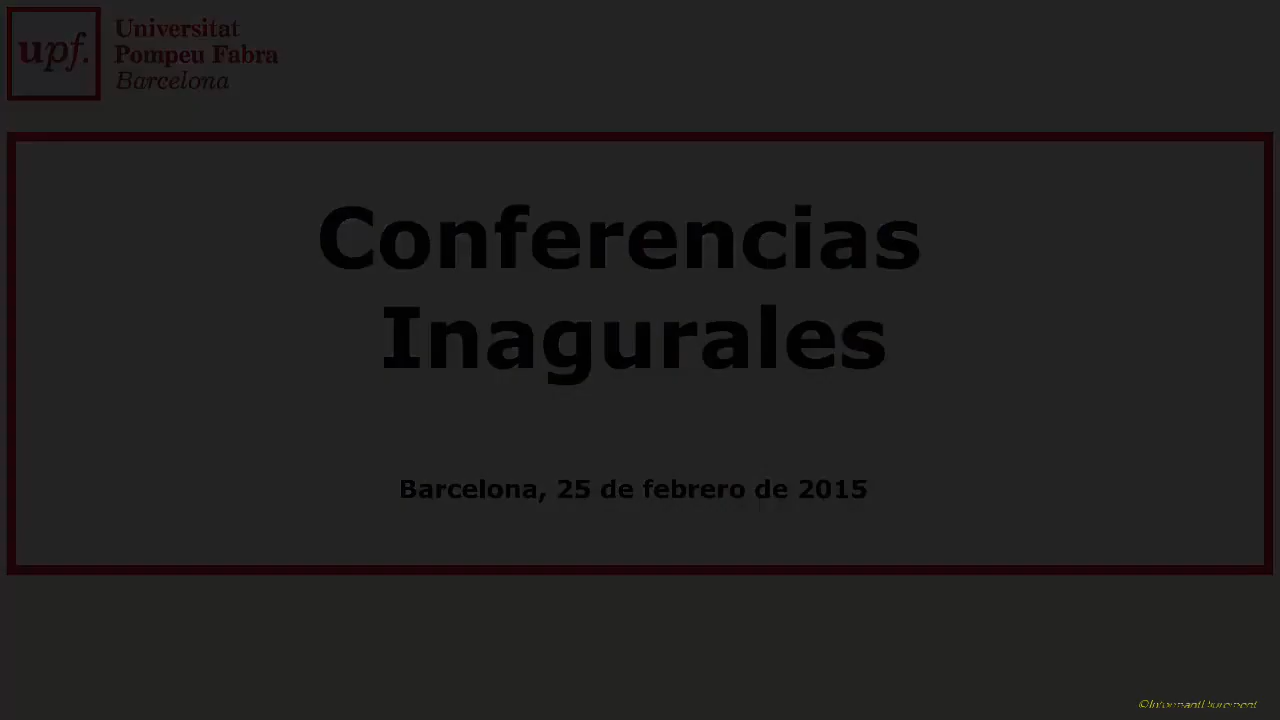 upf.
Universitat
Pompeu Fabra
Barcelona
Conferencias
Inagurales
Barcelona, 25 de febrero de 2015